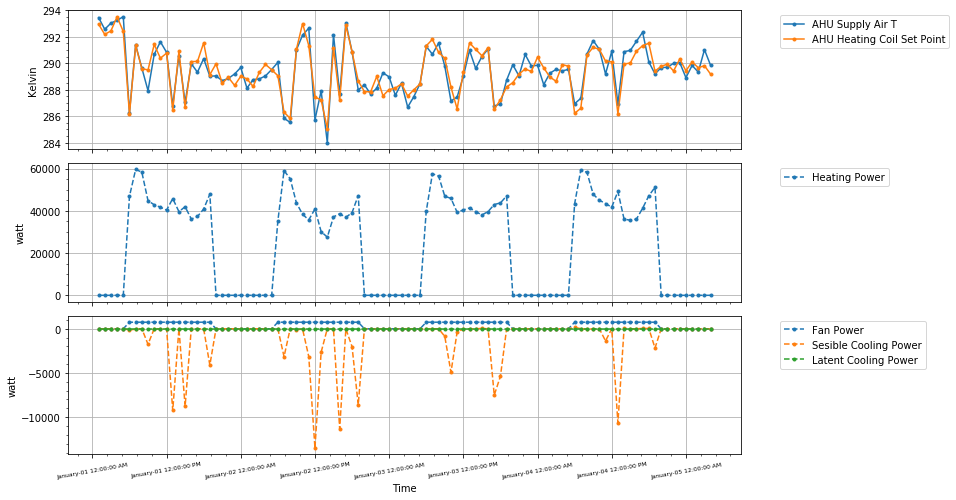 294
292
290
288
286
284
Kelvin
AHU Supply Air T
AHU Heating Coil Set Point
60000
40000
20000
0
watt
Heating Power
0
−5000
−10000
watt
Fan Power
Sesible Cooling Power
Latent Cooling Power
January-01 12:00:00 AM
January-01 12:00:00 PM
January-02 12:00:00 AM
January-02 12:00:00 PM
January-03 12:00:00 AM
January-03 12:00:00 PM
January-04 12:00:00 AM
January-04 12:00:00 PM
January-05 12:00:00 AM
Time